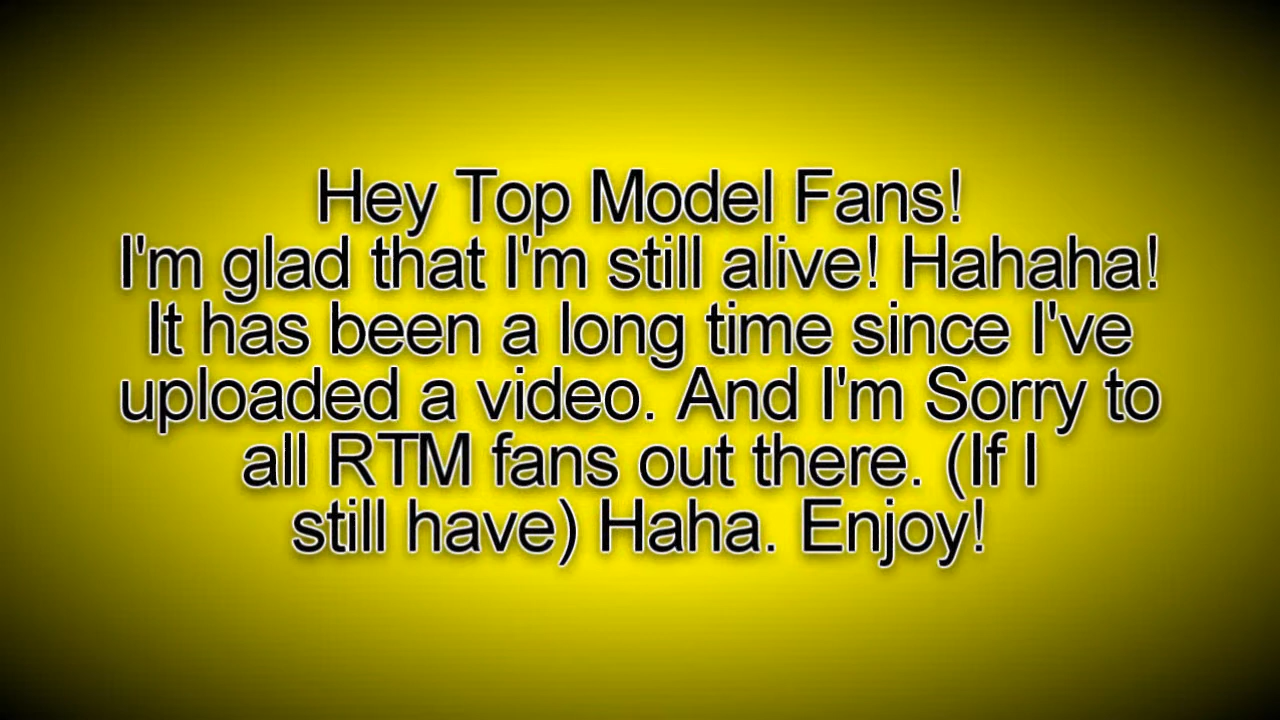 Hey Top Model Fans!
I'm glad that I'm still alive! Hahaha!
It has been a long time since I've
uploaded a video. And I'm Sorry to
all RTM fans out there. (If I
still have) Haha. Enjoy!